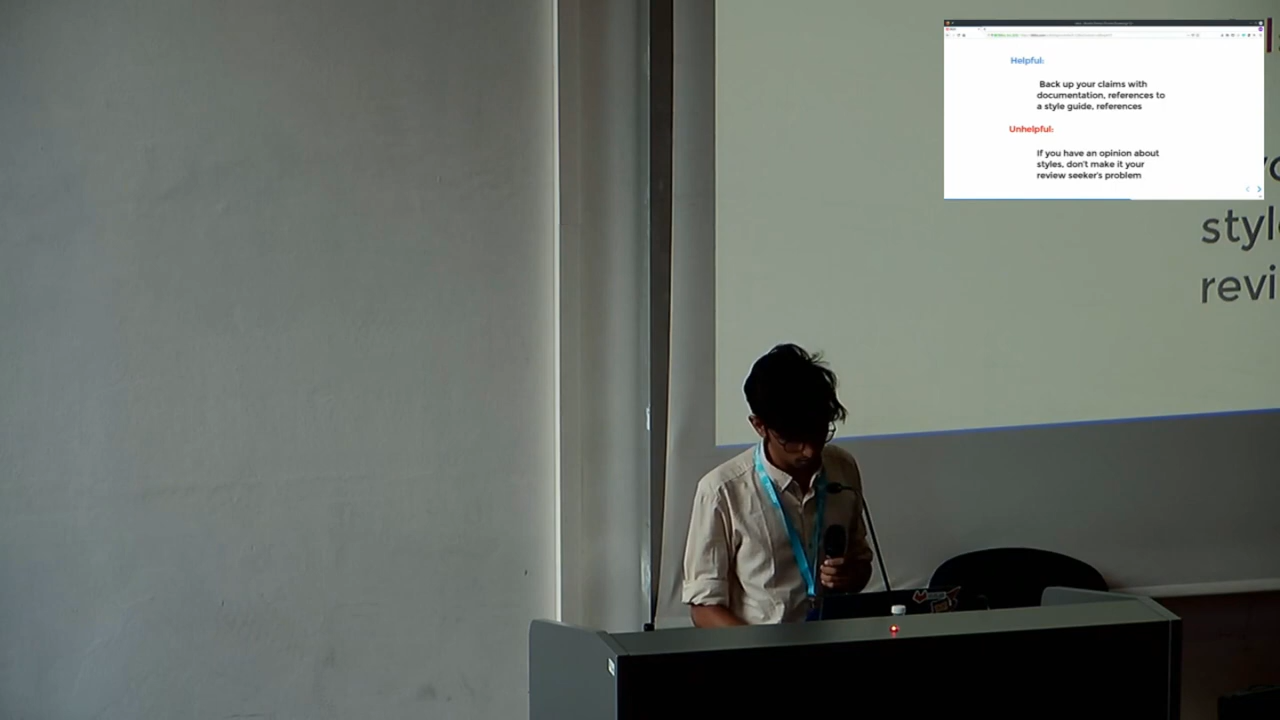 Helpful:
Back up your claims with
documentation, references to
a style guide, references
Unhelpful:
If you have an opinion about
styles, don't make it your
review seeker's problem
styl
revi